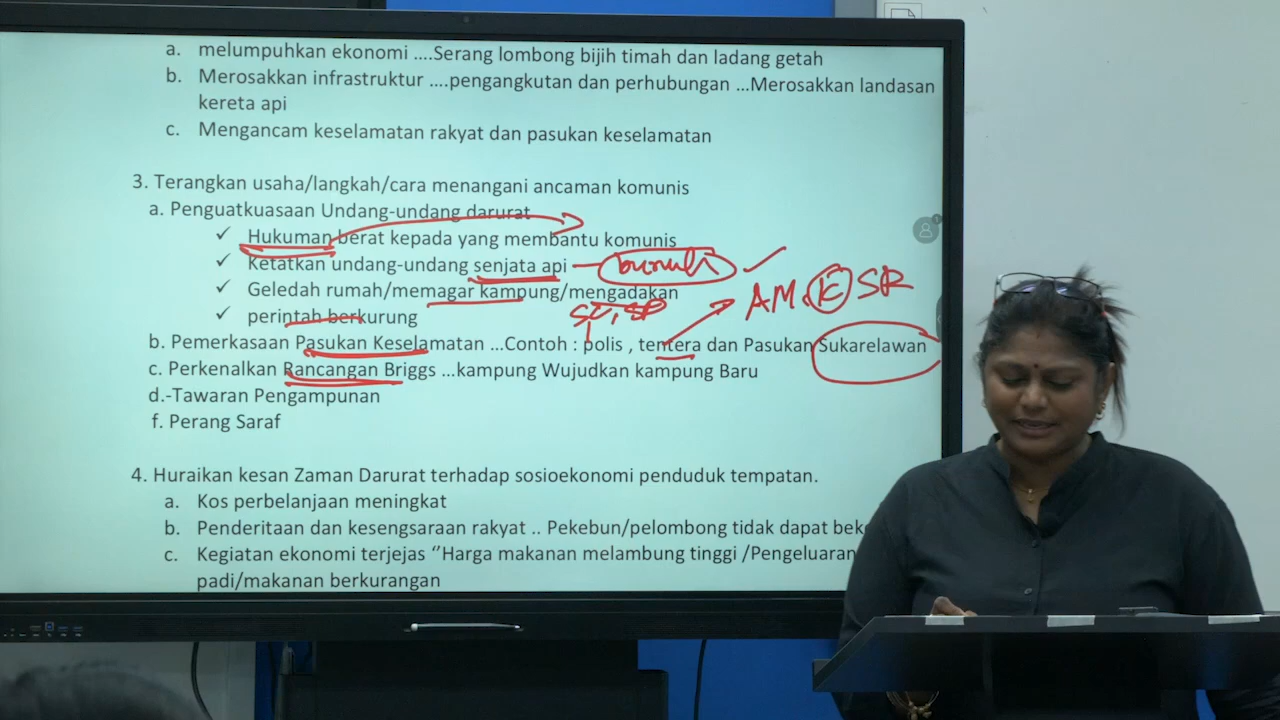 a. melumpuhkan ekonomi ....Serang lombong bijih timah dan ladang getah
b. Merosakkan infrastruktur ....pengangkutan dan perhubungan ...Merosakkan landasan
kereta api
c. Mengancam keselamatan rakyat dan pasukan keselamatan
3. Terangkan usaha/langkah/cara menangani ancaman komunis
a. Penguatkuasaan Undang-undang darurat
✓ Hukuman berat kepada yang membantu komunis
✓ Ketatkan undang-undang senjata api
✓ Geledah rumah/memagar kampung/mengadakan
AM, K SR
✓ perintah berkurung
SC, SP
b. Pemerkasaan Pasukan Keselamatan ...Contoh : polis , tentera dan Pasukan Sukarelawan
c. Perkenalkan Rancangan Briggs ...kampung Wujudkan kampung Baru
d.-Tawaran Pengampunan
f. Perang Saraf
4. Huraikan kesan Zaman Darurat terhadap sosioekonomi penduduk tempatan.
a. Kos perbelanjaan meningkat
b. Penderitaan dan kesengsaraan rakyat .. Pekebun/pelombong tidak dapat
c. Kegiatan ekonomi terjejas “Harga makanan melambung tinggi /Pengeluaran
padi/makanan berkurangan